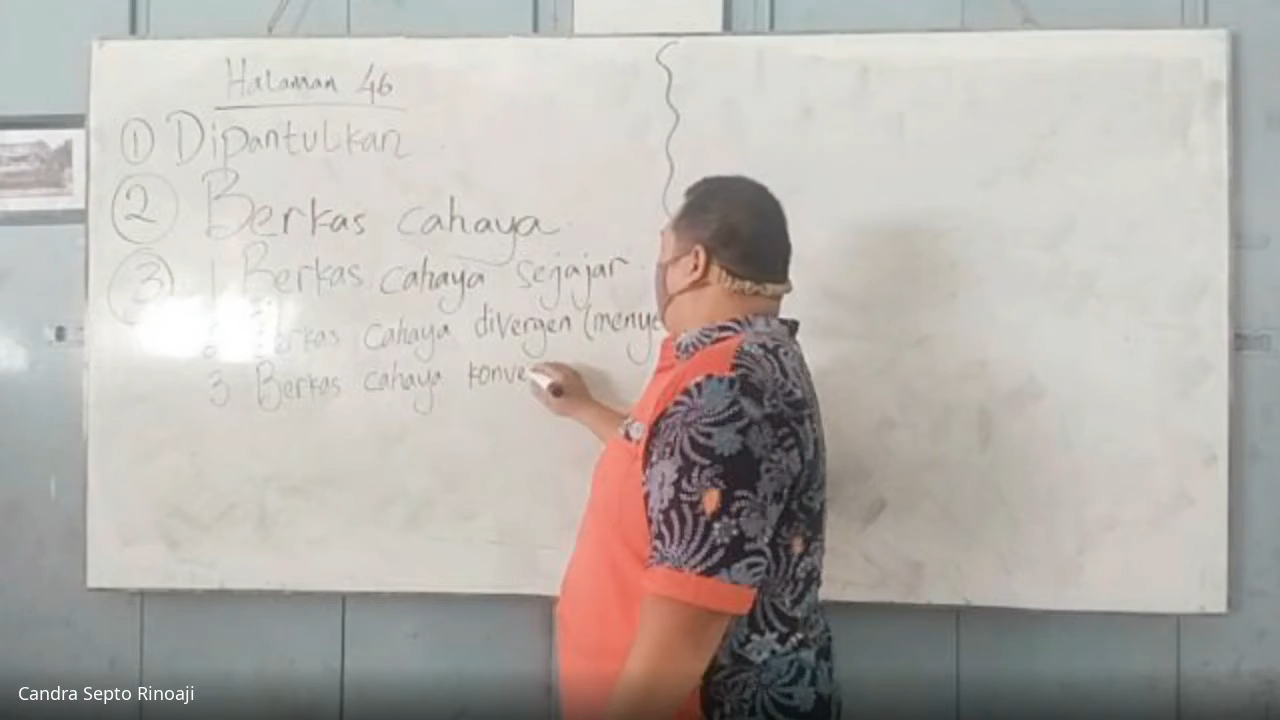 Halaman 46
① Dipantulkan
② Berkas cahaya
③ 1 Berkas cahaya sejajar
Berkas cahaya divergen (menye
3 Berkas cahaya konve
Candra Septo Rinoaji